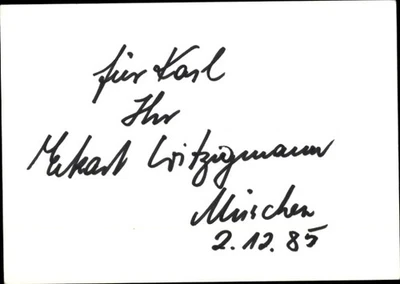 für Karl
Ihr
Eckart Witzigmann
München
2.12.85